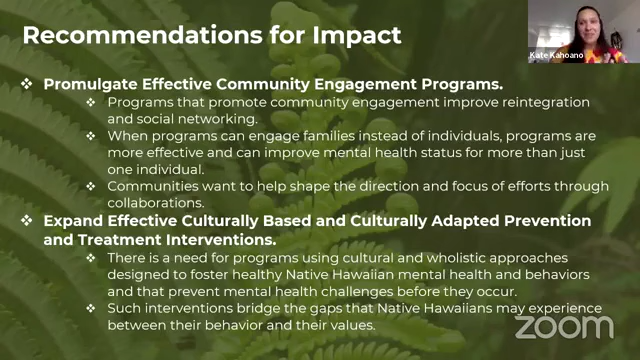 Recommendations for Impact
Kate Kahoano
Promulgate Effective Community Engagement Programs.
Programs that promote community engagement improve reintegration
and social networking.
When programs can engage families instead of individuals, programs are
more effective and can improve mental health status for more than just
one individual.
Communities want to help shape the direction and focus of efforts through
collaborations.
Expand Effective Culturally Based and Culturally Adapted Prevention
and Treatment Interventions.
There is a need for programs using cultural and wholistic approaches
designed to foster healthy Native Hawaiian mental health and behaviors
and that prevent mental health challenges before they occur.
Such interventions bridge the gaps that Native Hawaiians may experience
between their behavior and their values.
zoom